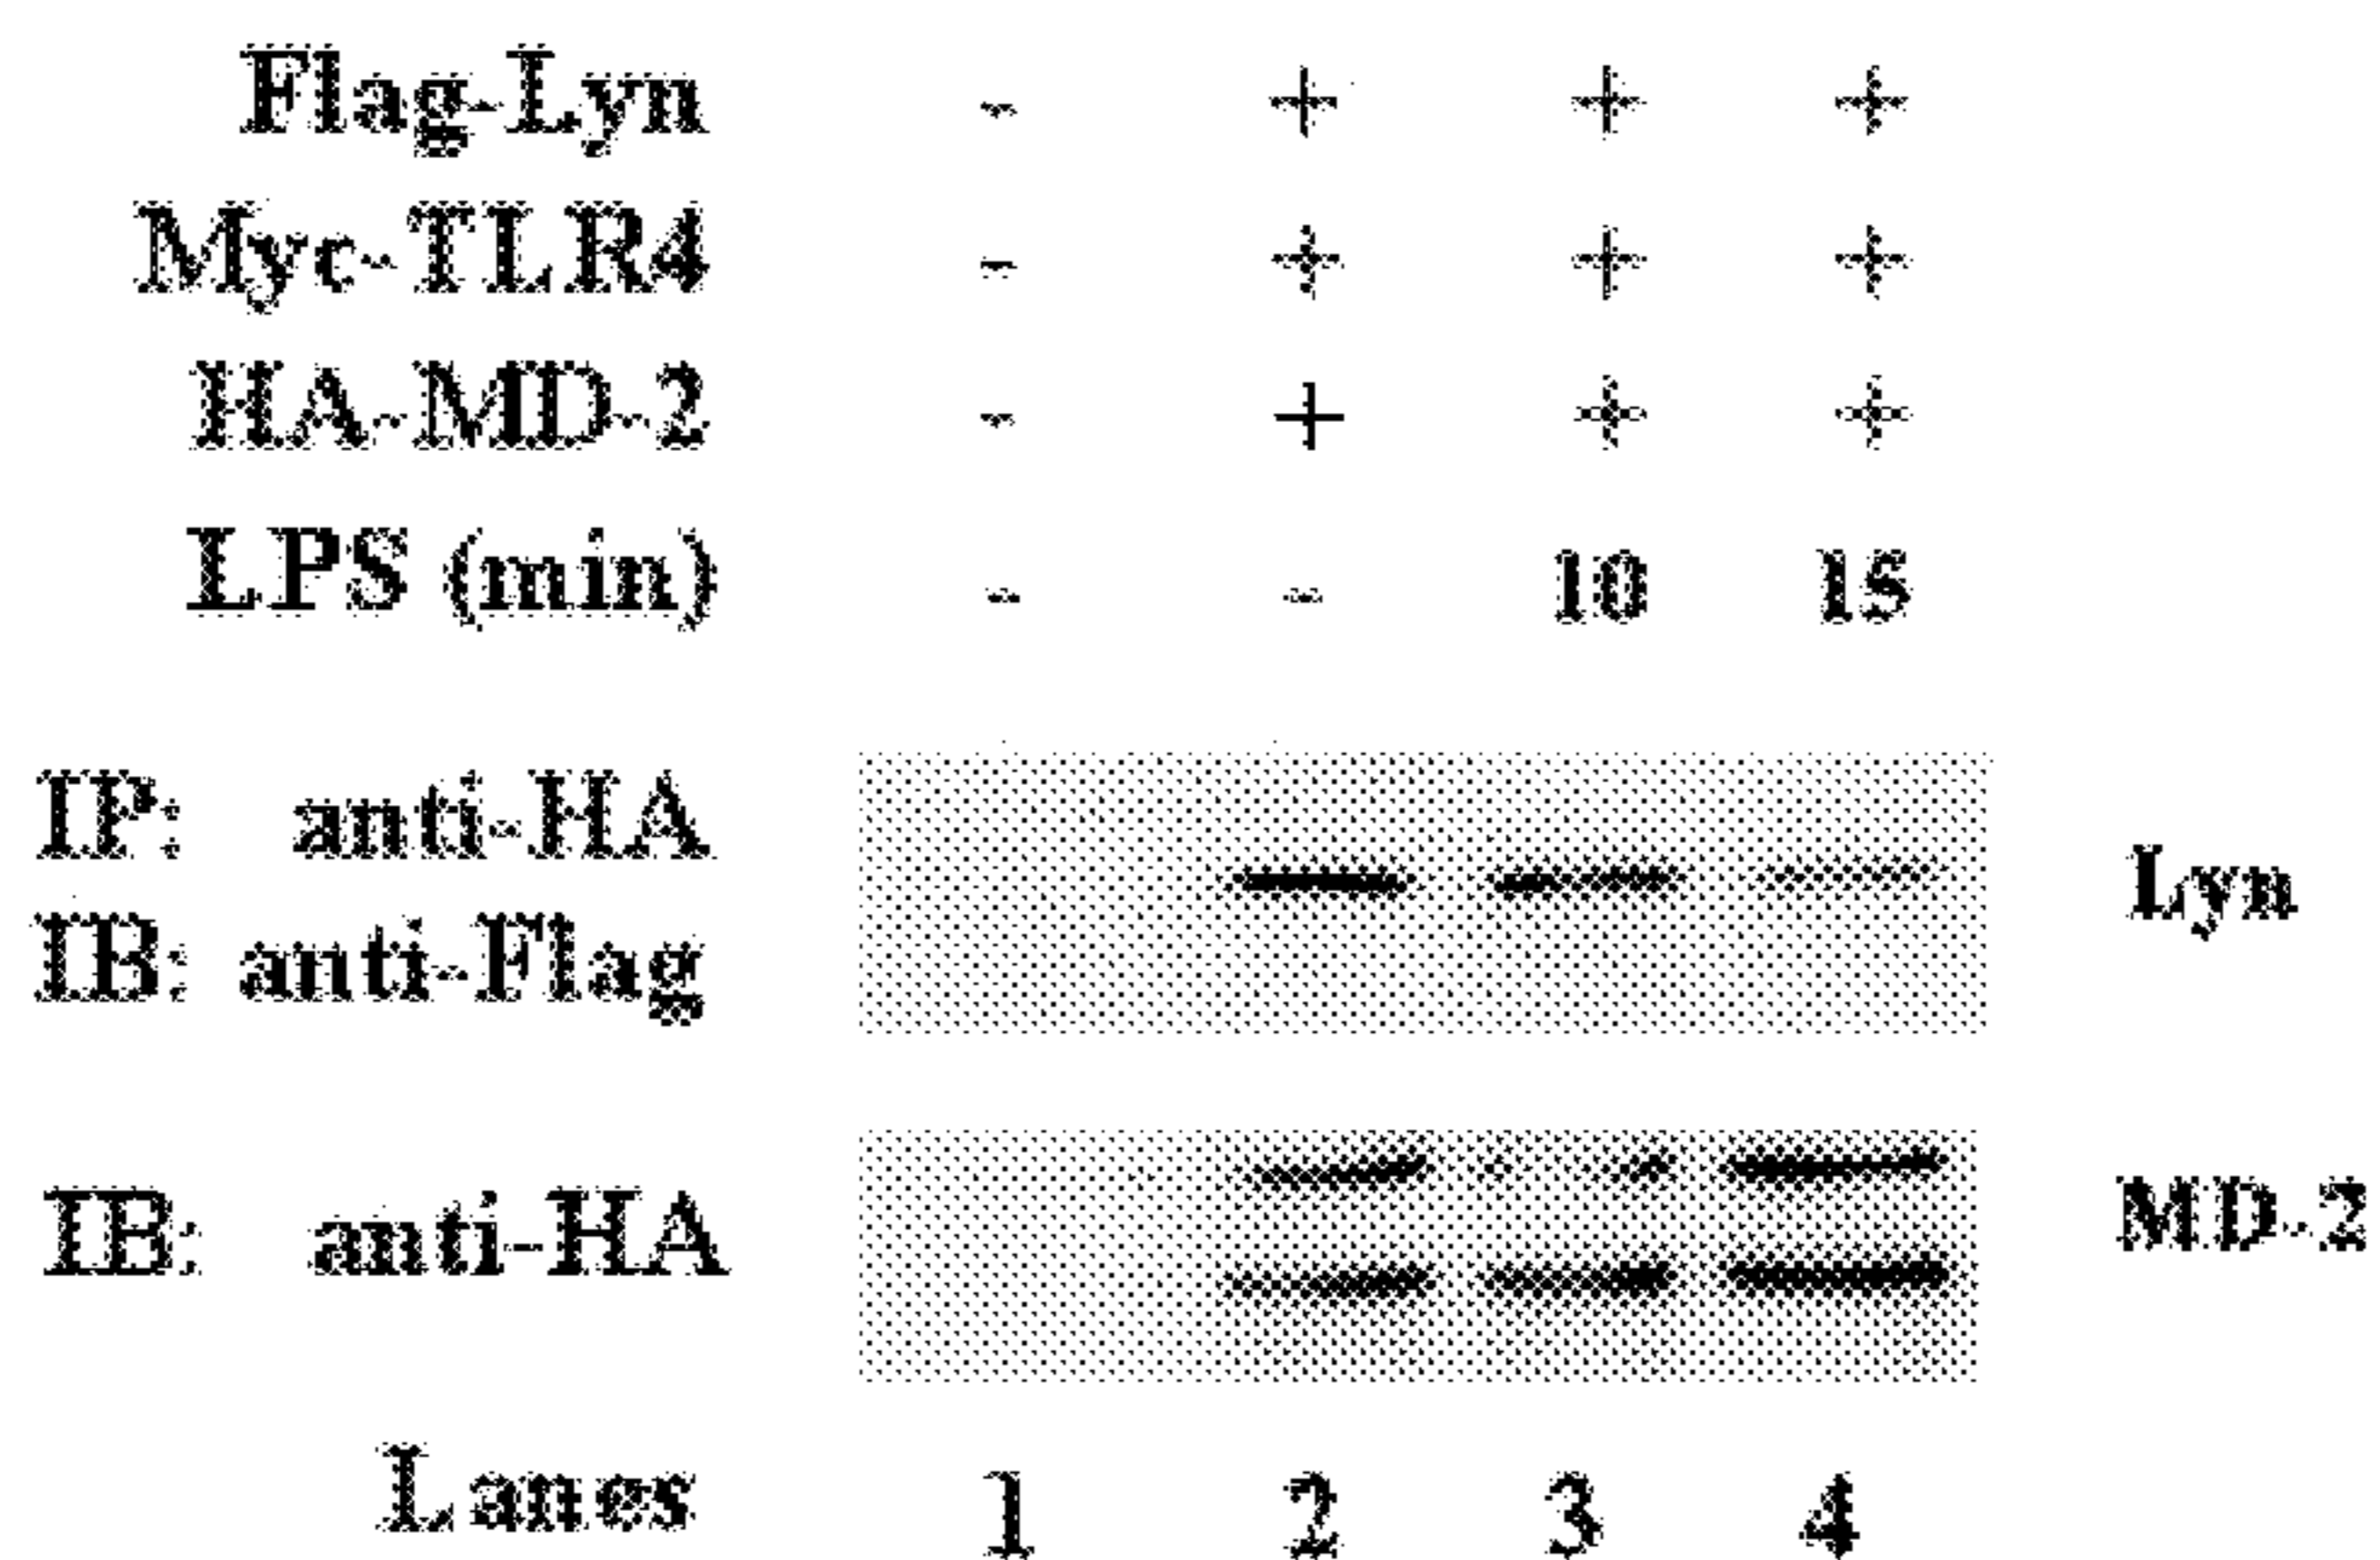 Flag-Lyn - + + +
Myc-TLR4 - + + +
HA-MD-2 - + + +
LPS (min) - - 10 15
IP: anti-HA
Lyn
IB: anti-Flag
IB: anti-HA MD-2
Lanes 1 2 3 4